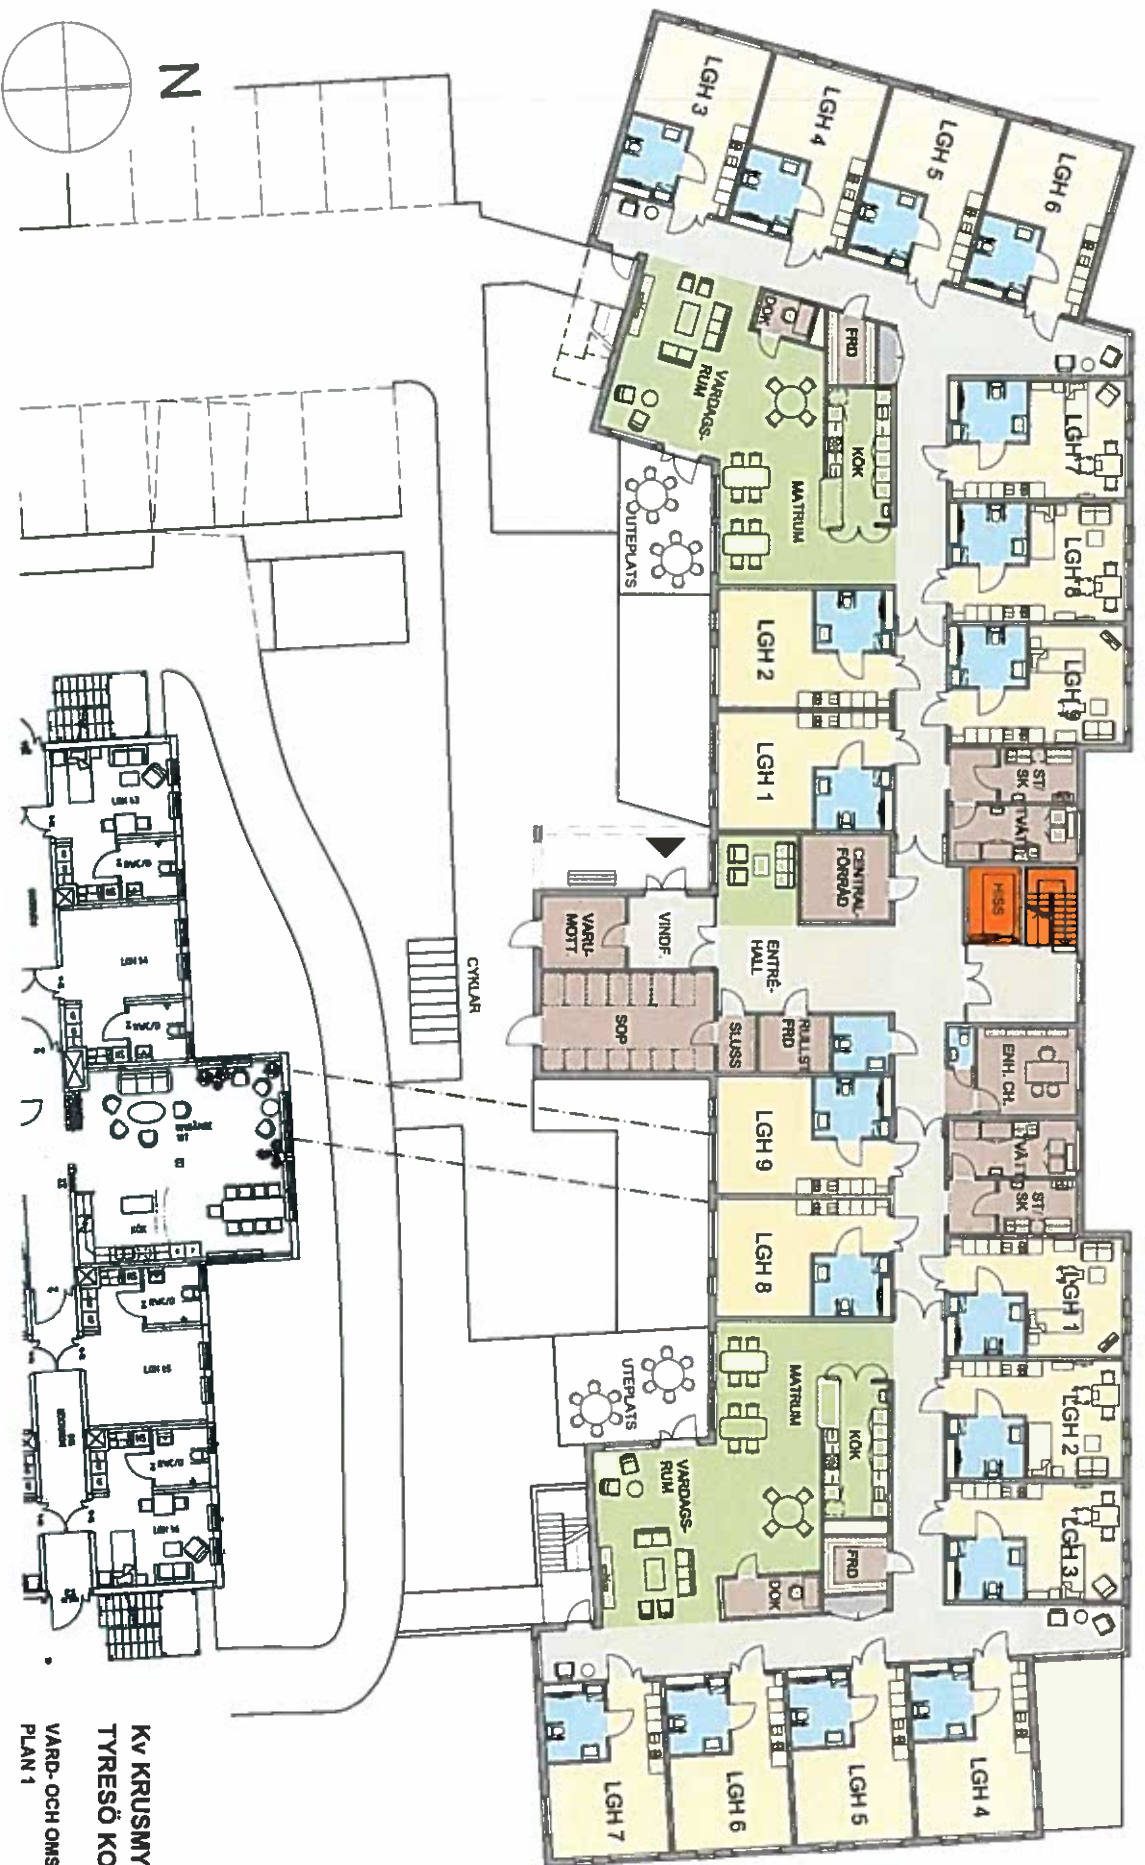 N
LGH 3
LGH 4
LGH 5
LGH 6
LGH 7
LGH 8
LGH 9
VARDAGS-
RUM
DOK
FRD
KÖK
MATRUM
UTEPLATS
LGH 2
LGH 1
ST/
SK
TVÄTT
HISS
CENTRAL-
FÖRRÅD
ENTRÉ-
HALL
VINDF.
VARU-
MOTT.
SOP
SLUSS
RULLST
FRD
ENH. CH.
TVÄTT
ST/
SK
CYKLAR
LGH 9
LGH 8
LGH 1
LGH 2
LGH 3
MATRUM
KÖK
VARDAGS-
RUM
UTEPLATS
FRD
DOK
LGH 4
LGH 5
LGH 6
LGH 7
KÖK
Kv KRUSMY
TYRESÖ KO
VÅRD- OCH OMS
PLAN 1